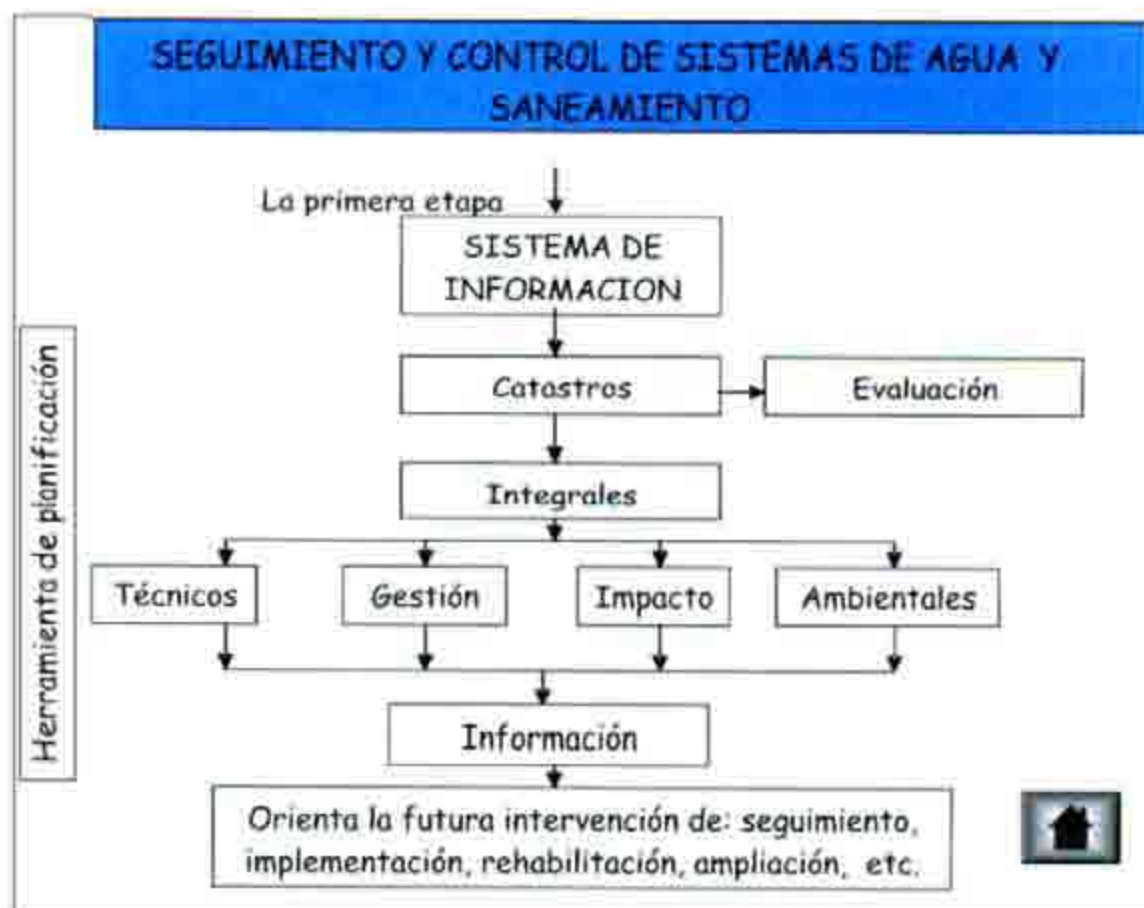 SEGUIMIENTO Y CONTROL DE SISTEMAS DE AGUA Y
SANEAMIENTO
La primera etapa
SISTEMA DE
INFORMACION
Catastros
Evaluación
Integrales
Técnicos
Gestión
Impacto
Ambientales
Información
Orienta la futura intervención de: seguimiento,
implementación, rehabilitación, ampliación, etc.
Herramienta de planificación